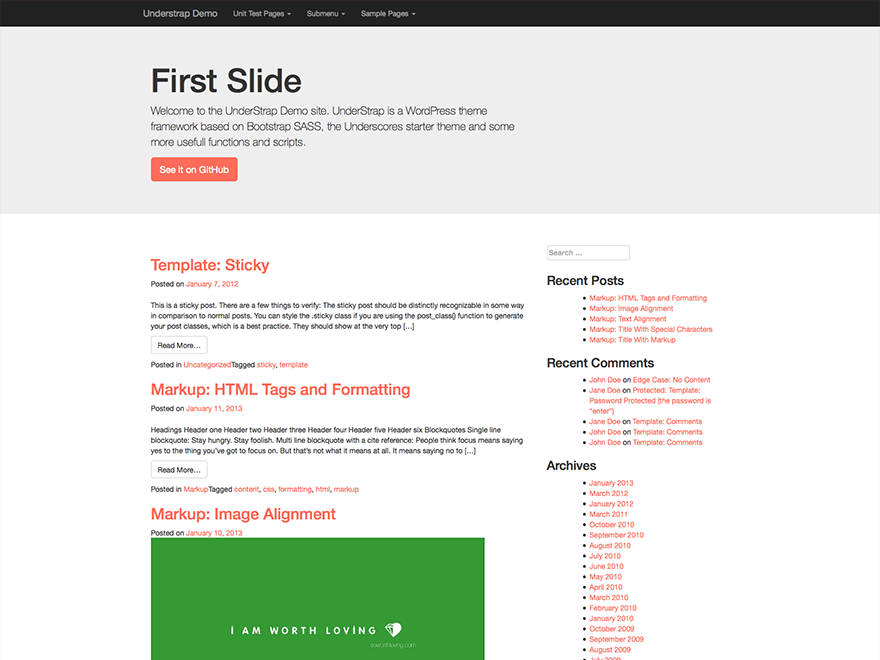 Understrap Demo Unit Test Pages Submenu Sample Pages
First Slide
Welcome to the UnderStrap Demo site. UnderStrap is a WordPress theme
framework based on Bootstrap SASS, the Underscores starter theme and some
more usefull functions and scripts.
See it on GitHub
Template: Sticky
Posted on January 7, 2012
This is a sticky post. There are a few things to verify: The sticky post should be distinctly recognizable in some way
in comparison to normal posts. You can style the .sticky class if you are using the post_class() function to generate
your post classes, which is a best practice. They should show at the very top [...]
Read More...
Posted in UncategorizedTagged sticky, template
Markup: HTML Tags and Formatting
Posted on January 11, 2013
Headings Header one Header two Header three Header four Header five Header six Blockquotes Single line
blockquote: Stay hungry. Stay foolish. Multi line blockquote with a cite reference: People think focus means saying
yes to the thing you've got to focus on. But that's not what it means at all. It means saying no to [...]
Read More...
Posted in MarkupTagged content, css, formatting, html, markup
Markup: Image Alignment
Posted on January 10, 2013
I AM WORTH LOVING
Search ...
Recent Posts
Markup: HTML Tags and Formatting
Markup: Image Alignment
Markup: Text Alignment
Markup: Title With Special Characters
Markup: Title With Markup
Recent Comments
John Doe on Edge Case: No Content
Jane Doe on Protected: Template:
Password Protected (the password is
"enter")
Jane Doe on Template: Comments
John Doe on Template: Comments
John Doe on Template: Comments
Archives
January 2013
March 2012
January 2012
March 2011
October 2010
September 2010
August 2010
July 2010
June 2010
May 2010
April 2010
March 2010
February 2010
January 2010
October 2009
September 2009
August 2009
July 2009